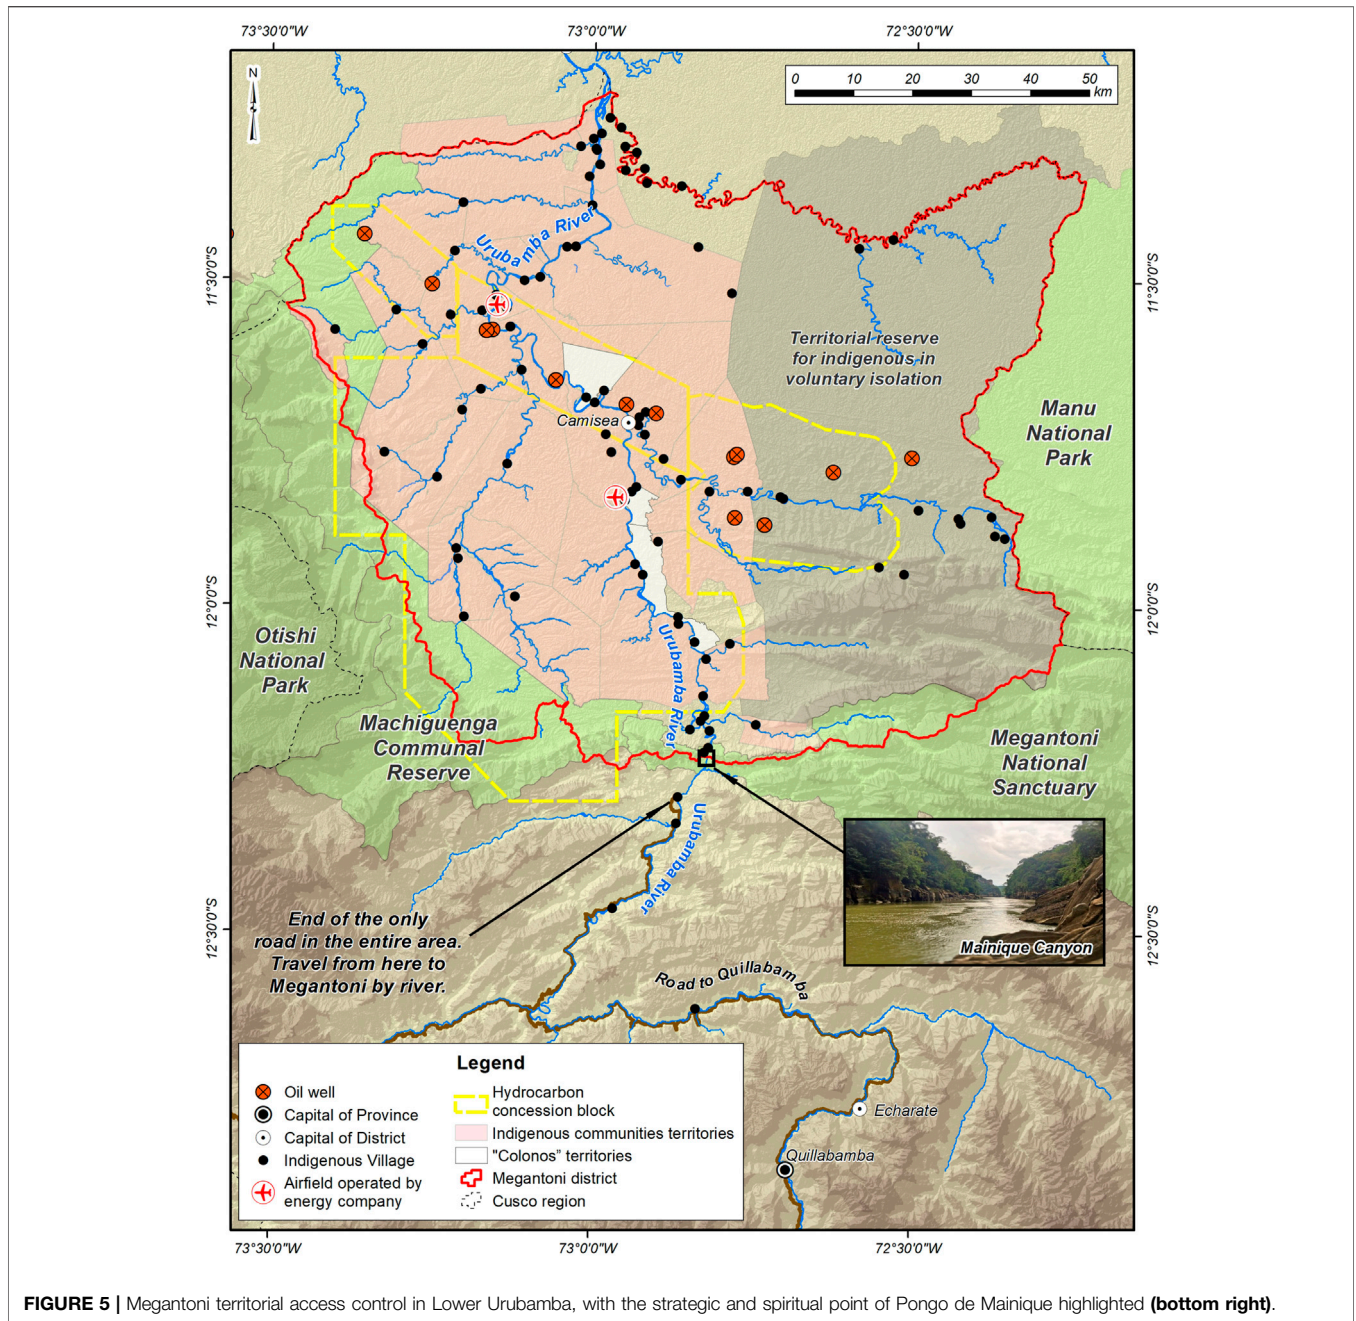 73°30'0"W
73°0'0"W
72°30'0"W
N
0 10 20 30 40 50
km
11°30'0"S
11°30'0"S
Urubamba River
Territorial reserve
for indigenous in
voluntary isolation
Camisea
Manu
National
Park
12°0'0"S
12°0'0"S
Otishi
National
Park
Urubamba River
Machiguenga
Communal
Reserve
Megantoni
National
Sanctuary
Urubamba River
End of the only
road in the entire area.
Travel from here to
Megantoni by river.
Mainique Canyon
12°30'0"S
12°30'0"S
Road to Quillabamba
Echarate
Quillabamba
Legend
Oil well
Capital of Province
Capital of District
Indigenous Village
Airfield operated by
energy company
Hydrocarbon
concession block
Indigenous communities territories
"Colonos" territories
Megantoni district
Cusco region
73°30'0"W
73°0'0"W
72°30'0"W
FIGURE 5 | Megantoni territorial access control in Lower Urubamba, with the strategic and spiritual point of Pongo de Mainique highlighted (bottom right).